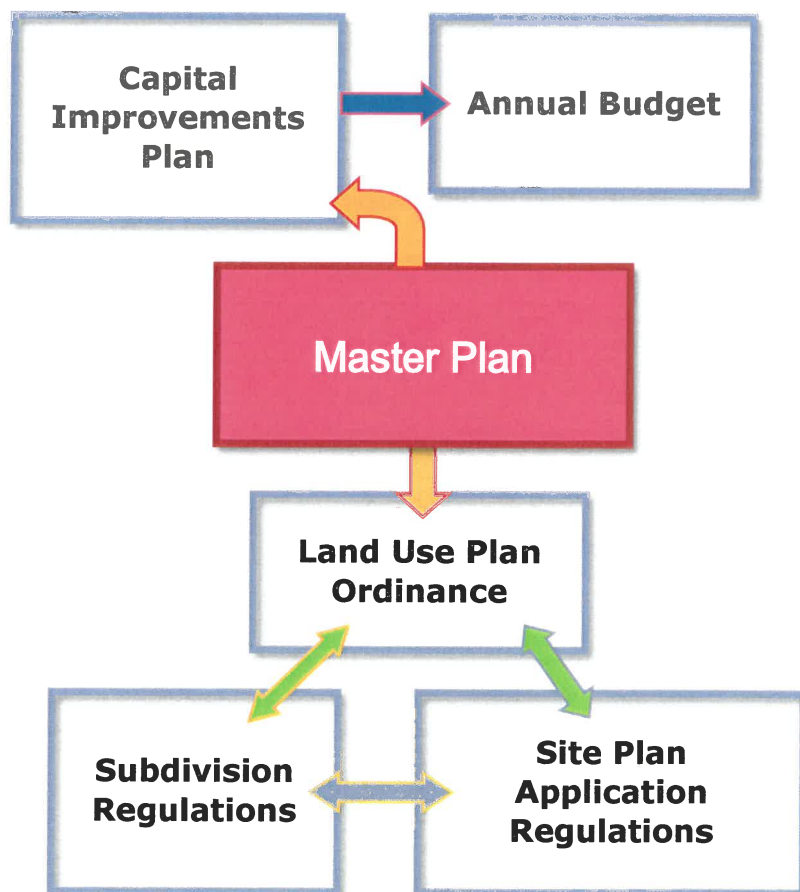 Capital
Improvements
Plan
Annual Budget
Master Plan
Land Use Plan
Ordinance
Subdivision
Regulations
Site Plan
Application
Regulations